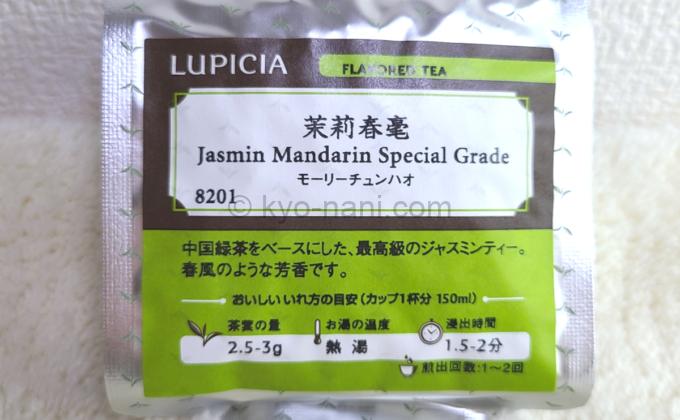 LUPICIA
FLAVORED TEA
茉莉春毫
Jasmin Mandarin Special Grade
モーリーチュンハオ
8201
© kyo-nani.com
中国緑茶をベースにした、最高級のジャスミンティー。
春風のような芳香です。
おいしいいれ方の目安（カップ1杯分 150ml）
茶葉の量
2.5-3g
お湯の温度
熱湯
浸出時間
1.5-2分
煎出回数:1〜2回